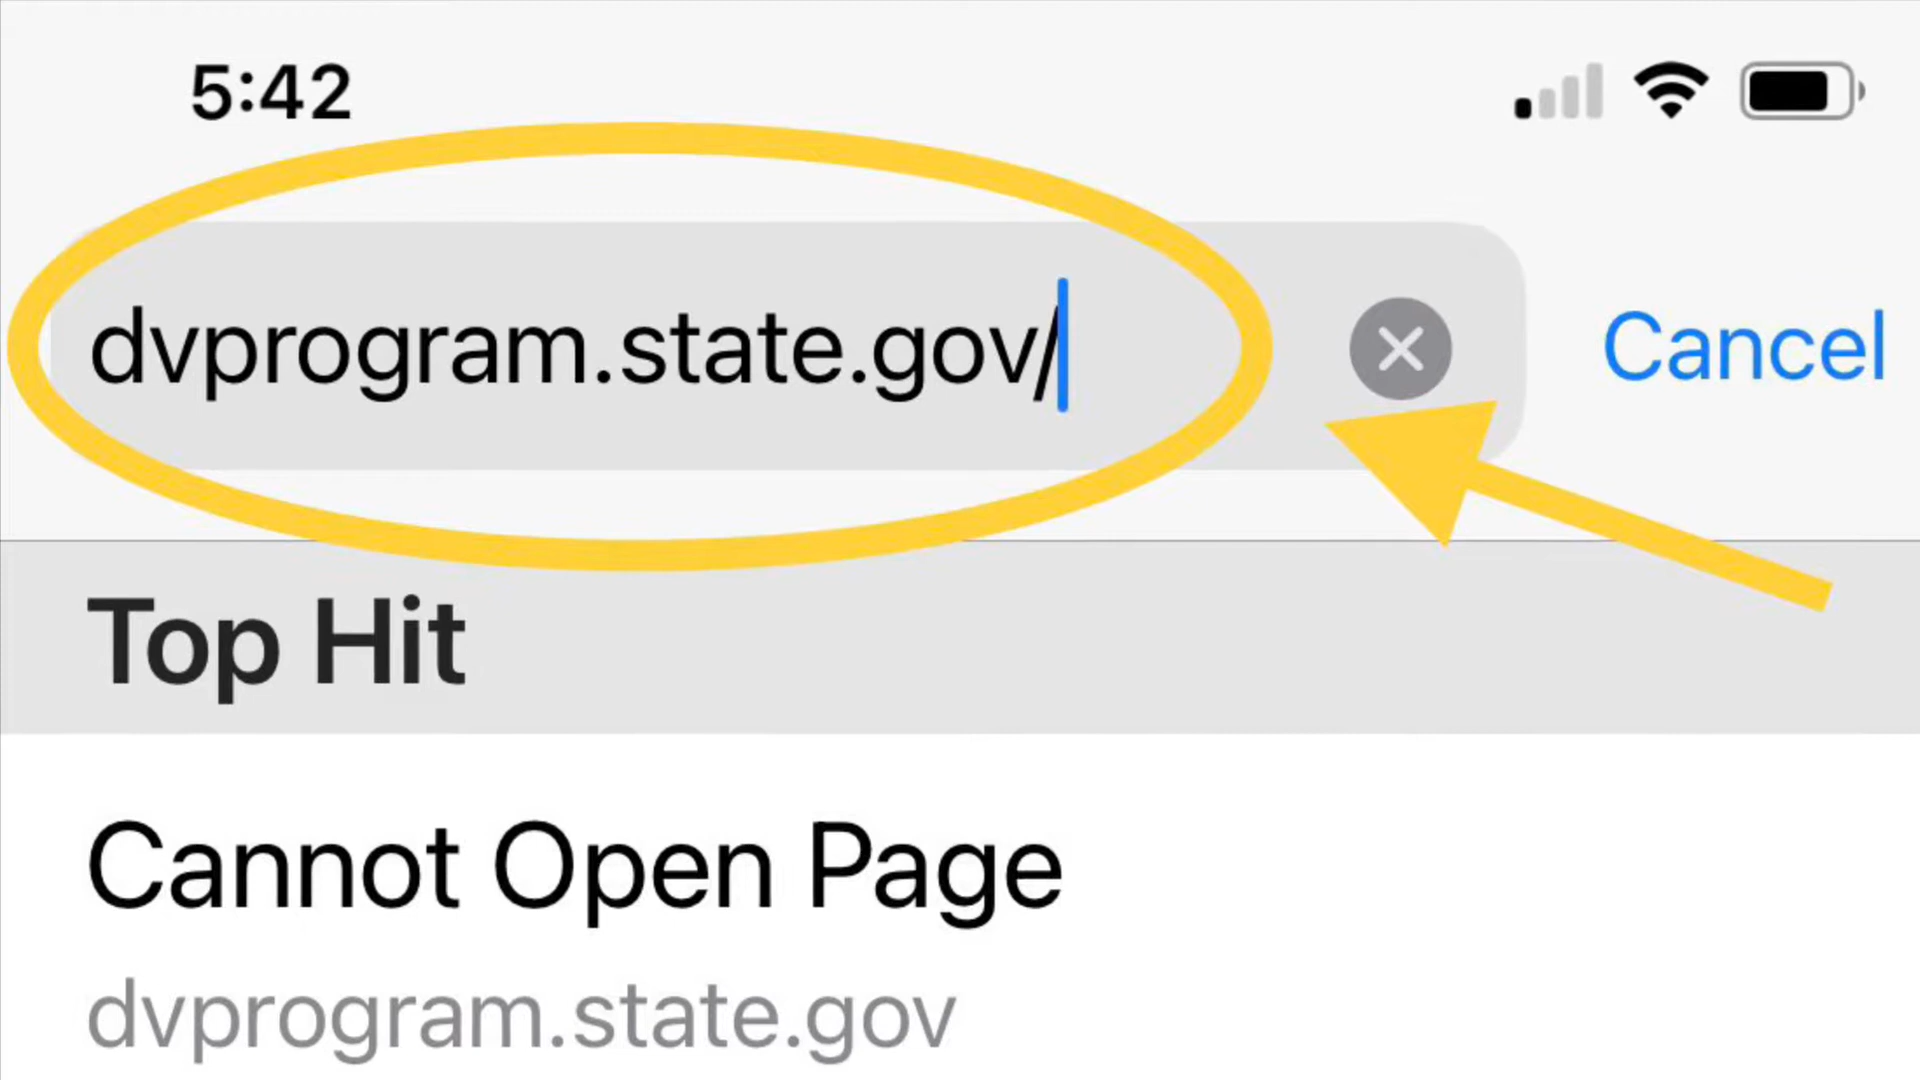 5:42
dvprogram.state.gov/
Cancel
Top Hit
Cannot Open Page
dvprogram.state.gov